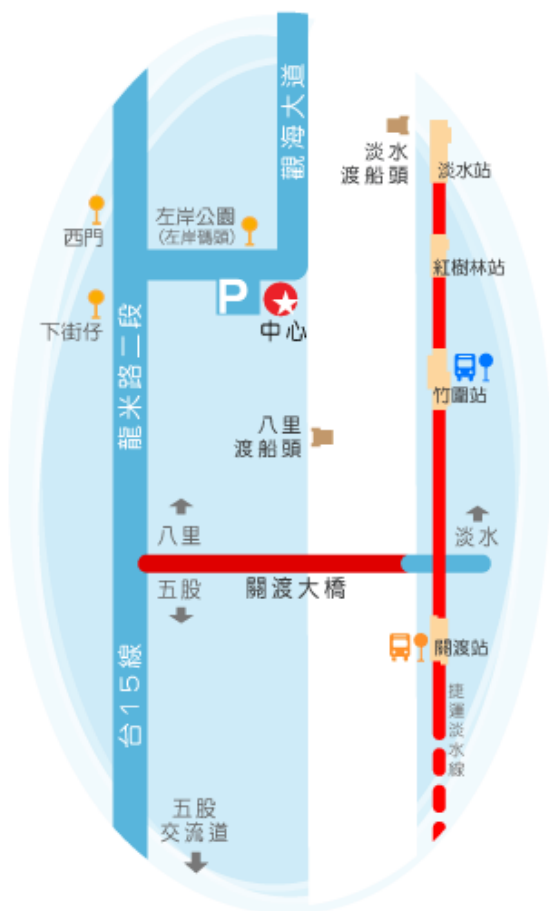 觀海大道
淡水
渡船頭
淡水站
西門
左岸公園
(左岸碼頭)
紅樹林站
P
下街仔
中心
龍米路二段
竹圍站
八里
渡船頭
八里
淡水
五股
關渡大橋
關渡站
台15線
捷運淡水線
五股
交流道